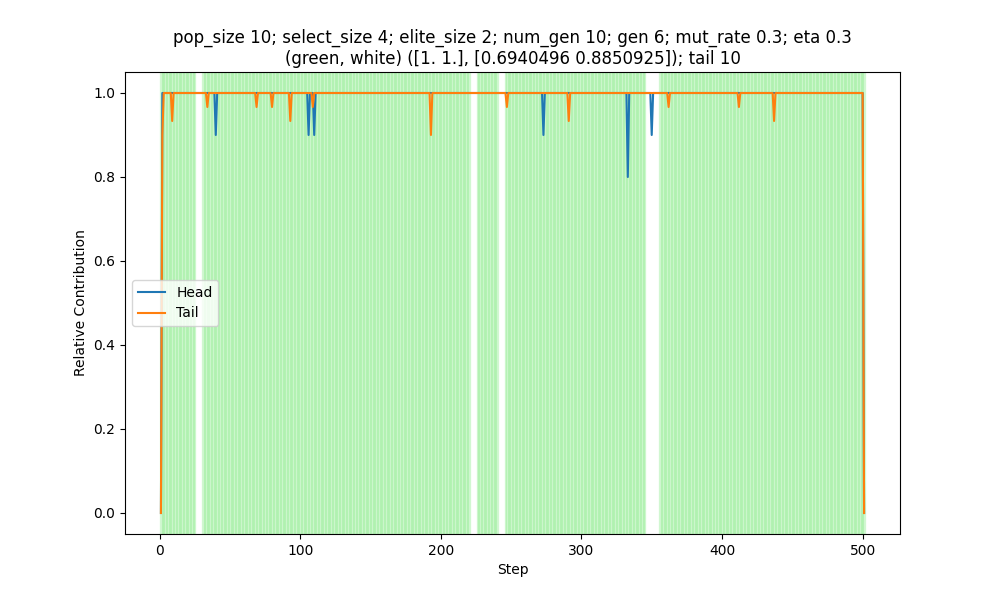 pop_size 10; select_size 4; elite_size 2; num_gen 10; gen 6; mut_rate 0.3; eta 0.3
(green, white) ([1. 1.], [0.6940496 0.8850925]); tail 10
1.0
0.8
0.6
0.4
0.2
0.0
Relative Contribution
Head
Tail
0
100
200
300
400
500
Step